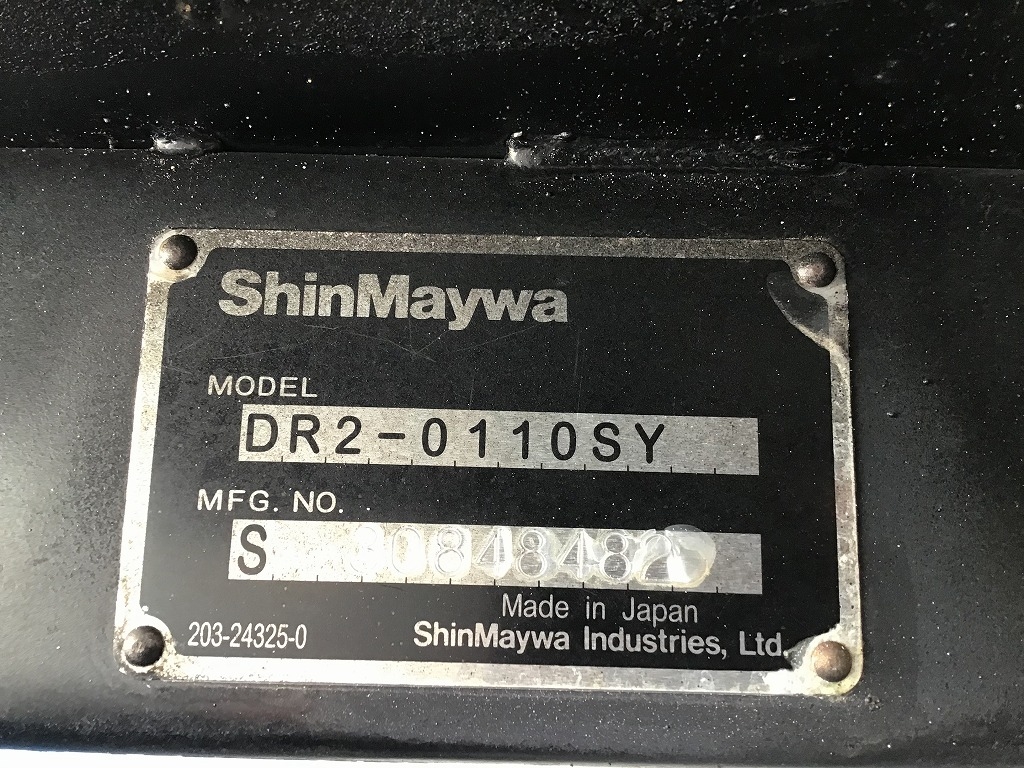 ShinMaywa
MODEL
DR2-0110SY
MFG. NO.
S
Made in Japan
203-24325-0 ShinMaywa Industries, Ltd.